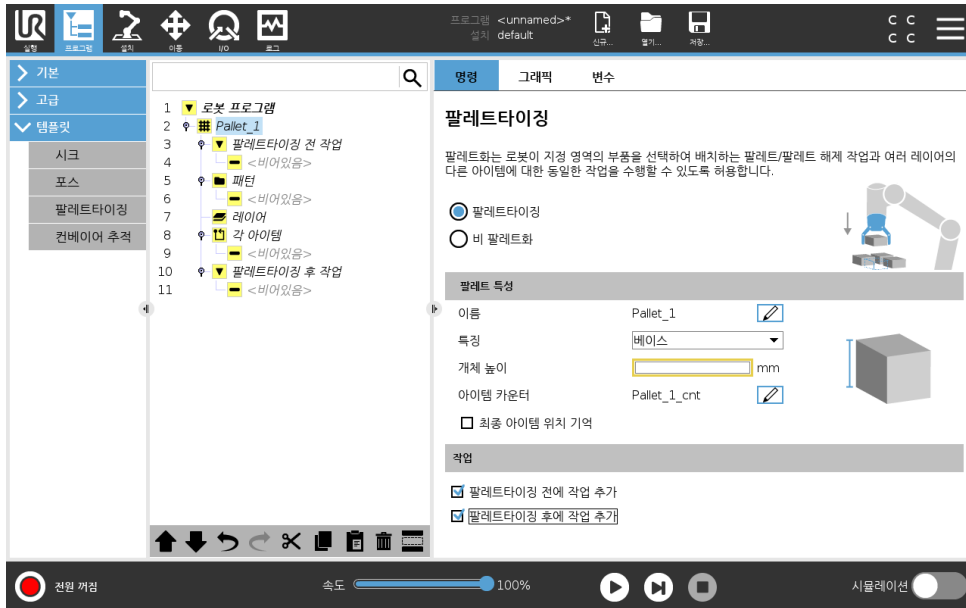 실행
프로그램
설치
이동
I/O
로그
프로그램 <unnamed>*
설치 default
신규...
열기...
저장...
C C
C C
기본
고급
템플릿
시크
포스
팔레트타이징
컨베이어 추적
1 로봇 프로그램
2 Pallet_1
3 팔레트타이징 전 작업
4 <비어있음>
5 패턴
6 <비어있음>
7 레이어
8 각 아이템
9 <비어있음>
10 팔레트타이징 후 작업
11 <비어있음>
명령 그래픽 변수
팔레트타이징
팔레트화는 로봇이 지정 영역의 부품을 선택하여 배치하는 팔레트/팔레트 해제 작업과 여러 레이어의
다른 아이템에 대한 동일한 작업을 수행할 수 있도록 허용합니다.
팔레트타이징
비 팔레트화
팔레트 특성
이름 Pallet_1
특징 베이스
개체 높이 mm
아이템 카운터 Pallet_1_cnt
최종 아이템 위치 기억
작업
팔레트타이징 전에 작업 추가
팔레트타이징 후에 작업 추가
전원 꺼짐
속도 100%
시뮬레이션